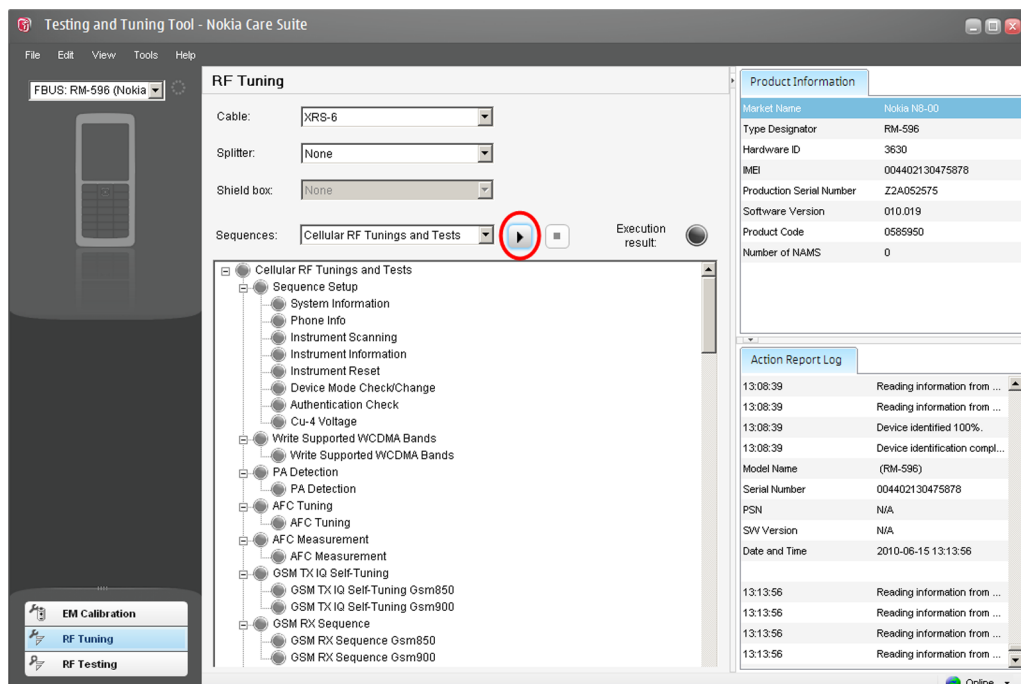 Testing and Tuning Tool - Nokia Care Suite
File Edit View Tools Help
FBUS: RM-596 (Nokia
RF Tuning
Cable: XRS-6
Splitter: None
Shield box: None
Sequences: Cellular RF Tunings and Tests
Execution result:
Cellular RF Tunings and Tests
Sequence Setup
System Information
Phone Info
Instrument Scanning
Instrument Information
Instrument Reset
Device Mode Check/Change
Authentication Check
Cu-4 Voltage
Write Supported WCDMA Bands
Write Supported WCDMA Bands
PA Detection
PA Detection
AFC Tuning
AFC Tuning
AFC Measurement
AFC Measurement
GSM TX IQ Self-Tuning
GSM TX IQ Self-Tuning Gsm850
GSM TX IQ Self-Tuning Gsm900
GSM RX Sequence
GSM RX Sequence Gsm850
GSM RX Sequence Gsm900
EM Calibration
RF Tuning
RF Testing
Product Information
Market Name Nokia N8-00
Type Designator RM-596
Hardware ID 3630
IMEI 004402130475878
Production Serial Number Z2A052575
Software Version 010.019
Product Code 0585950
Number of NAMS 0
Action Report Log
13:08:39 Reading information from ...
13:08:39 Reading information from ...
13:08:39 Device identified 100%.
13:08:39 Device identification compl...
Model Name (RM-596)
Serial Number 004402130475878
PSN N/A
SW Version N/A
Date and Time 2010-06-15 13:13:56
13:13:56 Reading information from ...
13:13:56 Reading information from ...
13:13:56 Reading information from ...
13:13:56 Reading information from ...
Online